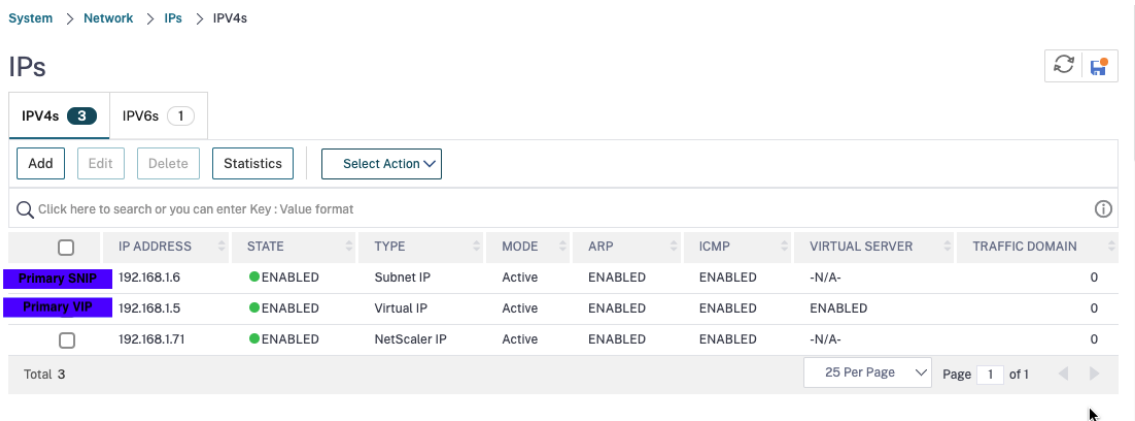 System > Network > IPs > IPV4s
IPs
IPV4s 3 IPV6s 1
Add Edit Delete Statistics Select Action
Click here to search or you can enter Key : Value format
IP ADDRESS STATE TYPE MODE ARP ICMP VIRTUAL SERVER TRAFFIC DOMAIN
Primary SNIP 192.168.1.6 ENABLED Subnet IP Active ENABLED ENABLED -N/A- 0
Primary VIP 192.168.1.5 ENABLED Virtual IP Active ENABLED ENABLED ENABLED 0
192.168.1.71 ENABLED NetScaler IP Active ENABLED ENABLED -N/A- 0
Total 3 25 Per Page Page 1 of 1